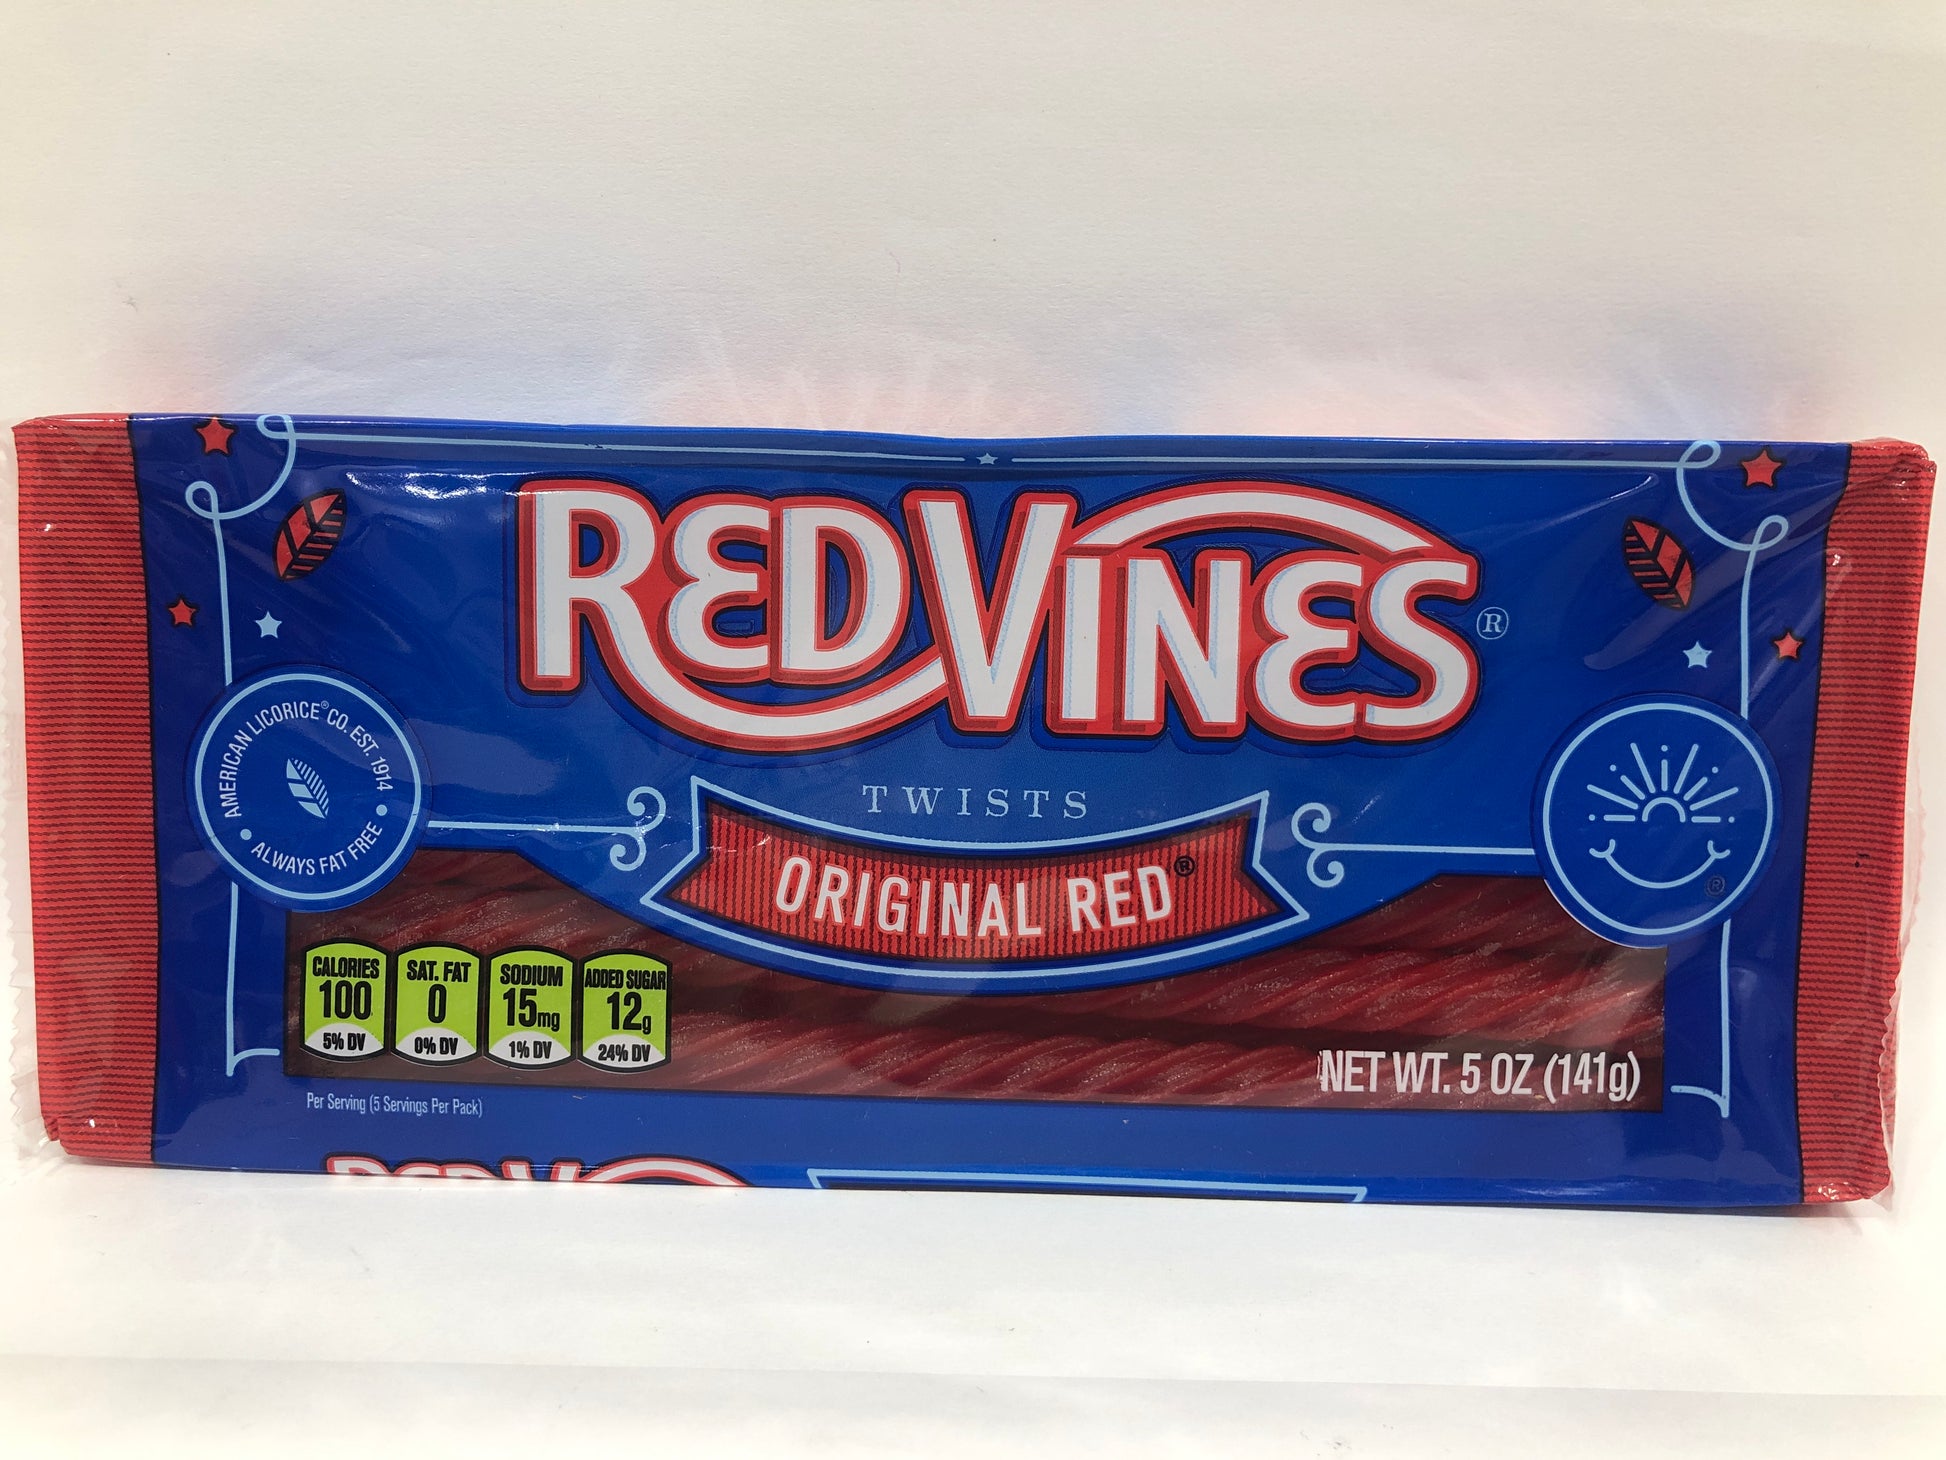 REDVINES®
AMERICAN LICORICE® CO. EST. 1914
• ALWAYS FAT FREE •
TWISTS
ORIGINAL RED®
®
CALORIES
100
5% DV
SAT. FAT
0
0% DV
SODIUM
15mg
1% DV
ADDED SUGAR
12g
24% DV
NET WT. 5 OZ (141g)
Per Serving (5 Servings Per Pack)